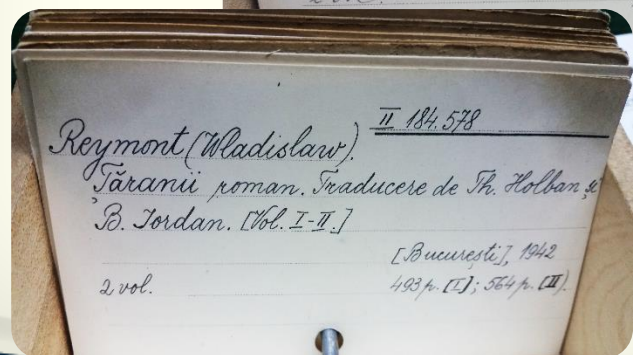 II 184.578
Reymont (Wladislaw).
Țăranii roman. Traducere de Th. Holban și
B. Iordan. [Vol. I-II.]
[București], 1942
2 vol. 493 p. [I]; 564 p. (II).